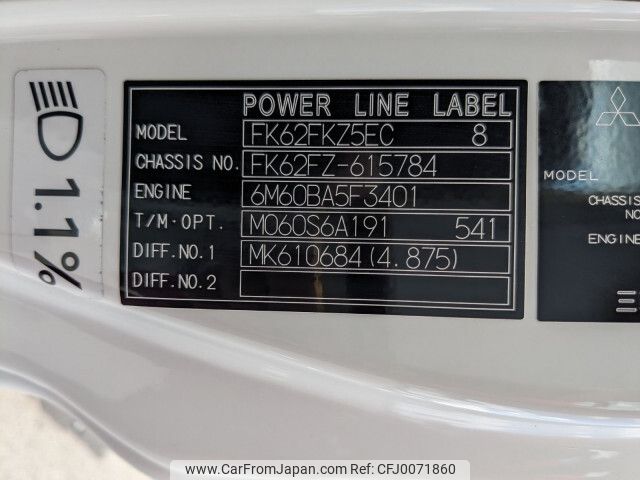 1.1%
POWER LINE LABEL
MODEL FK62FKZ5EC 8
CHASSIS NO. FK62FZ-615784
ENGINE 6M60BA5F3401
T/M·OPT. M060S6A191 541
DIFF.NO.1 MK610684(4.875)
DIFF.NO.2
MODEL
CHASSIS
NO
ENGINE
www.CarFromJapan.com - RefNo:CFJ0071860